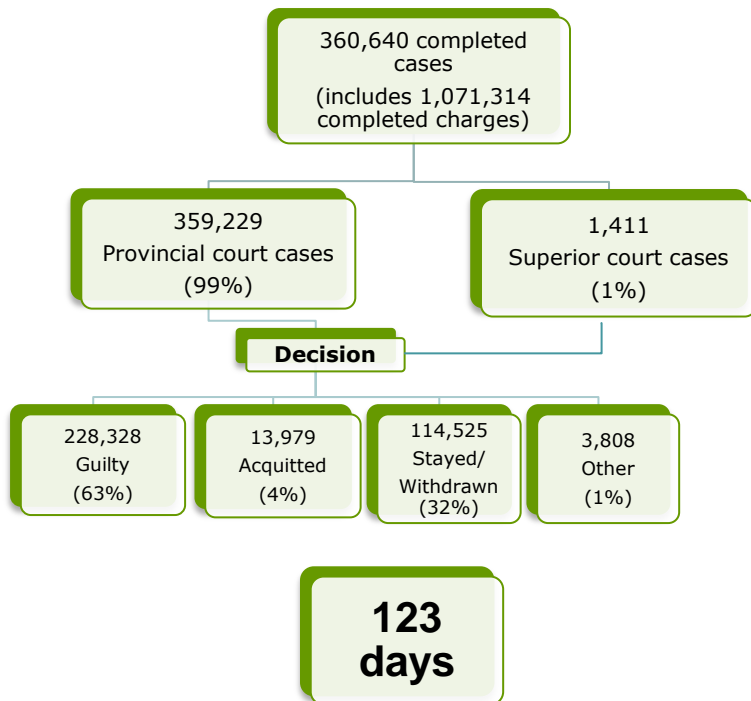 360,640 completed
cases
(includes 1,071,314
completed charges)
359,229
Provincial court cases
(99%)
1,411
Superior court cases
(1%)
Decision
228,328
Guilty
(63%)
13,979
Acquitted
(4%)
114,525
Stayed/
Withdrawn
(32%)
3,808
Other
(1%)
123
days